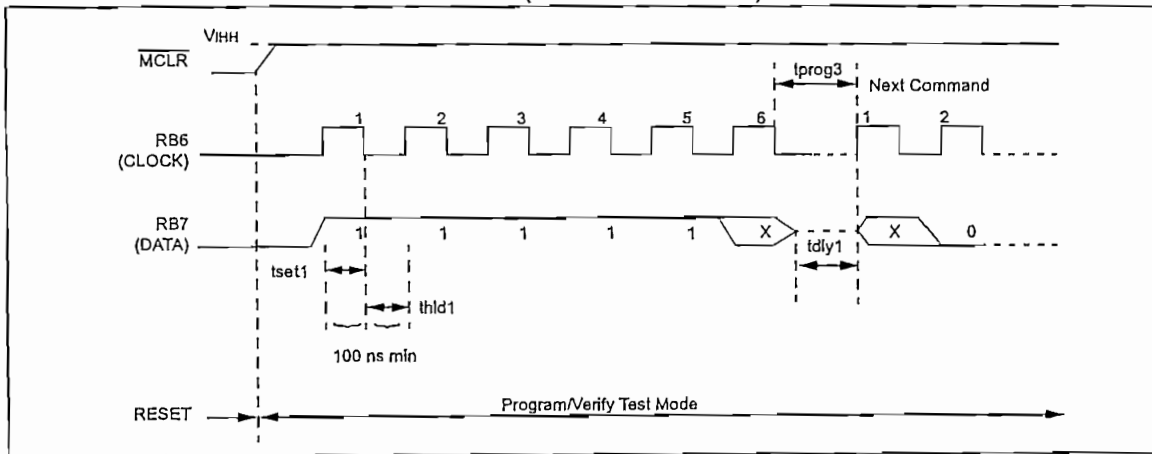 VIHH
MCLR
tprog3
Next Command
1 2 3 4 5 6 1 2
RB6
(CLOCK)
RB7
(DATA)
1 1 1 1 1 X X 0
tset1
tdly1
thld1
100 ns min
RESET
Program/Verify Test Mode